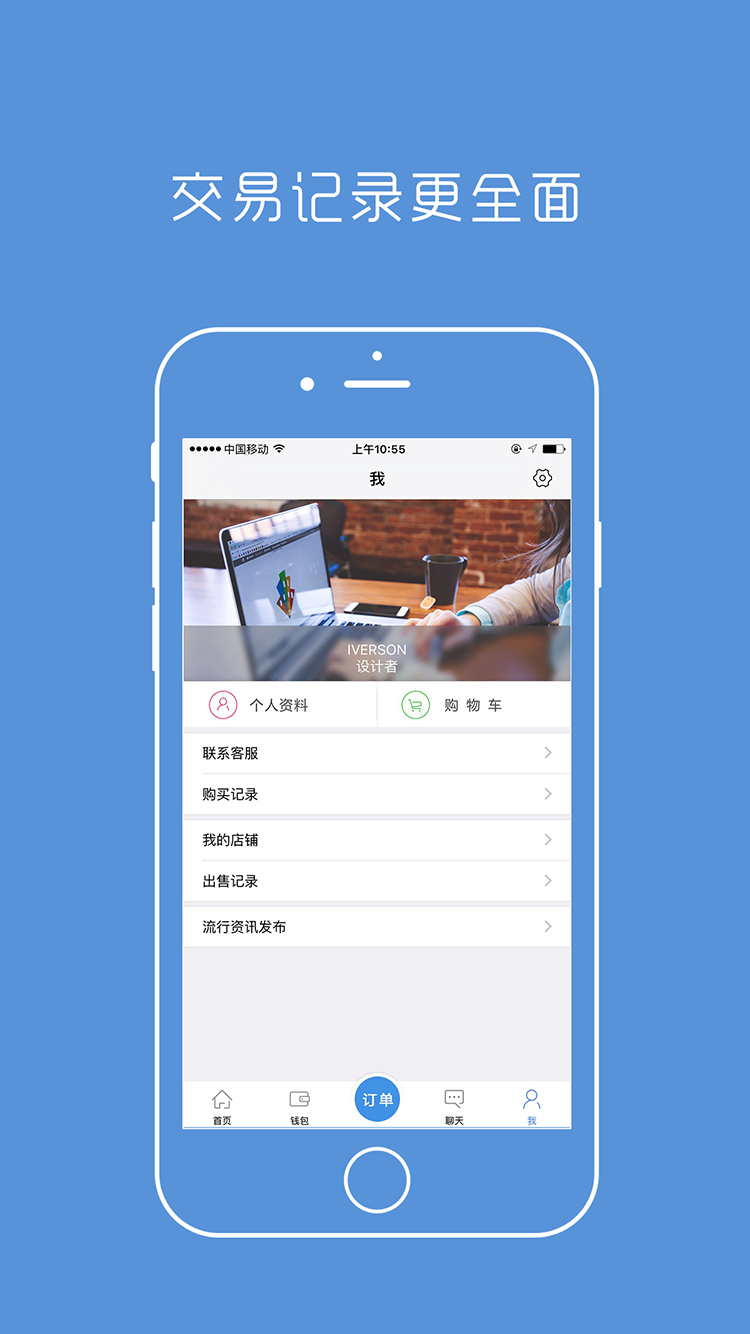 交易记录更全面
中国移动 上午10:55
我
IVERSON
设计者
个人资料 购物车
联系客服
购买记录
我的店铺
出售记录
流行资讯发布
订单
首页 钱包 聊天 我